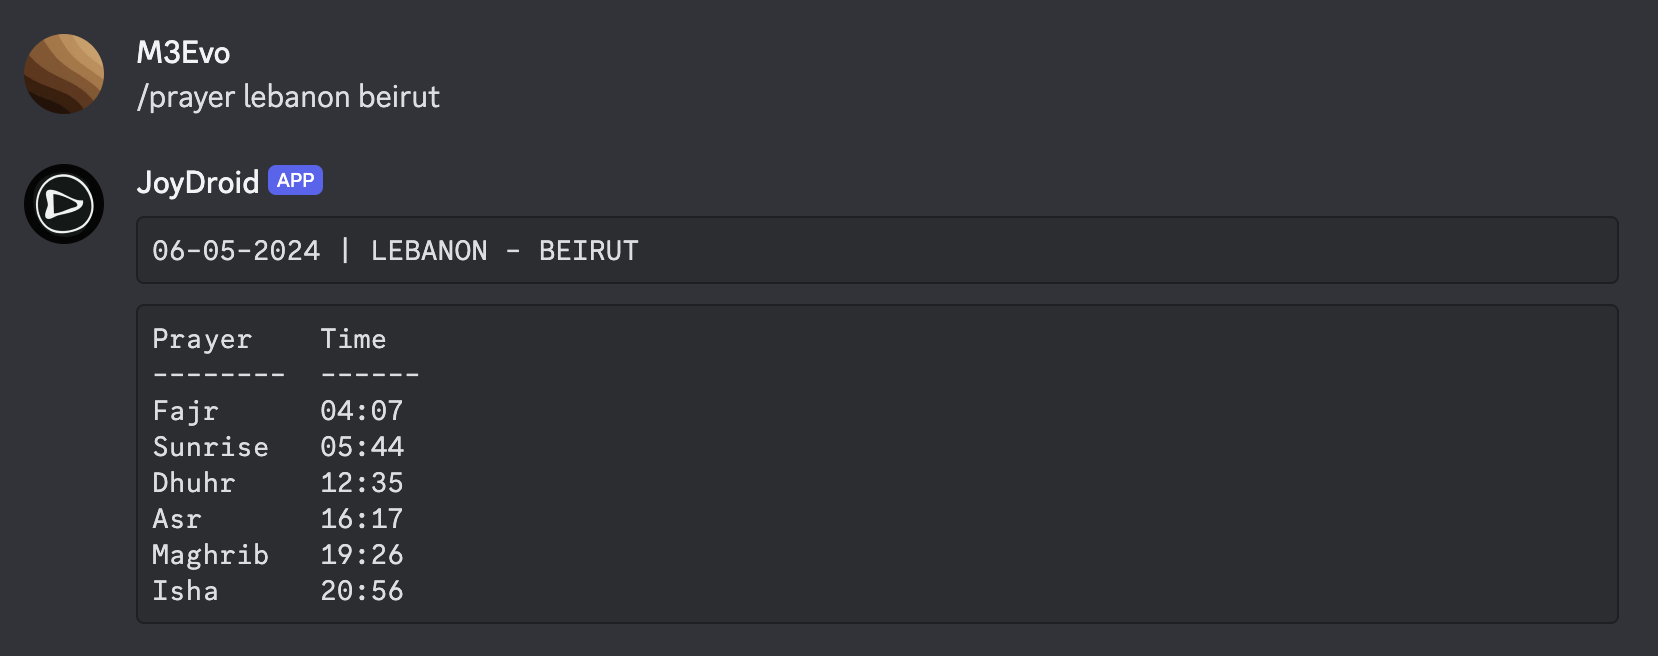 M3Evo
/prayer lebanon beirut
JoyDroid APP
06-05-2024 | LEBANON - BEIRUT
Prayer    Time
--------  ------
Fajr      04:07
Sunrise   05:44
Dhuhr     12:35
Asr       16:17
Maghrib   19:26
Isha      20:56